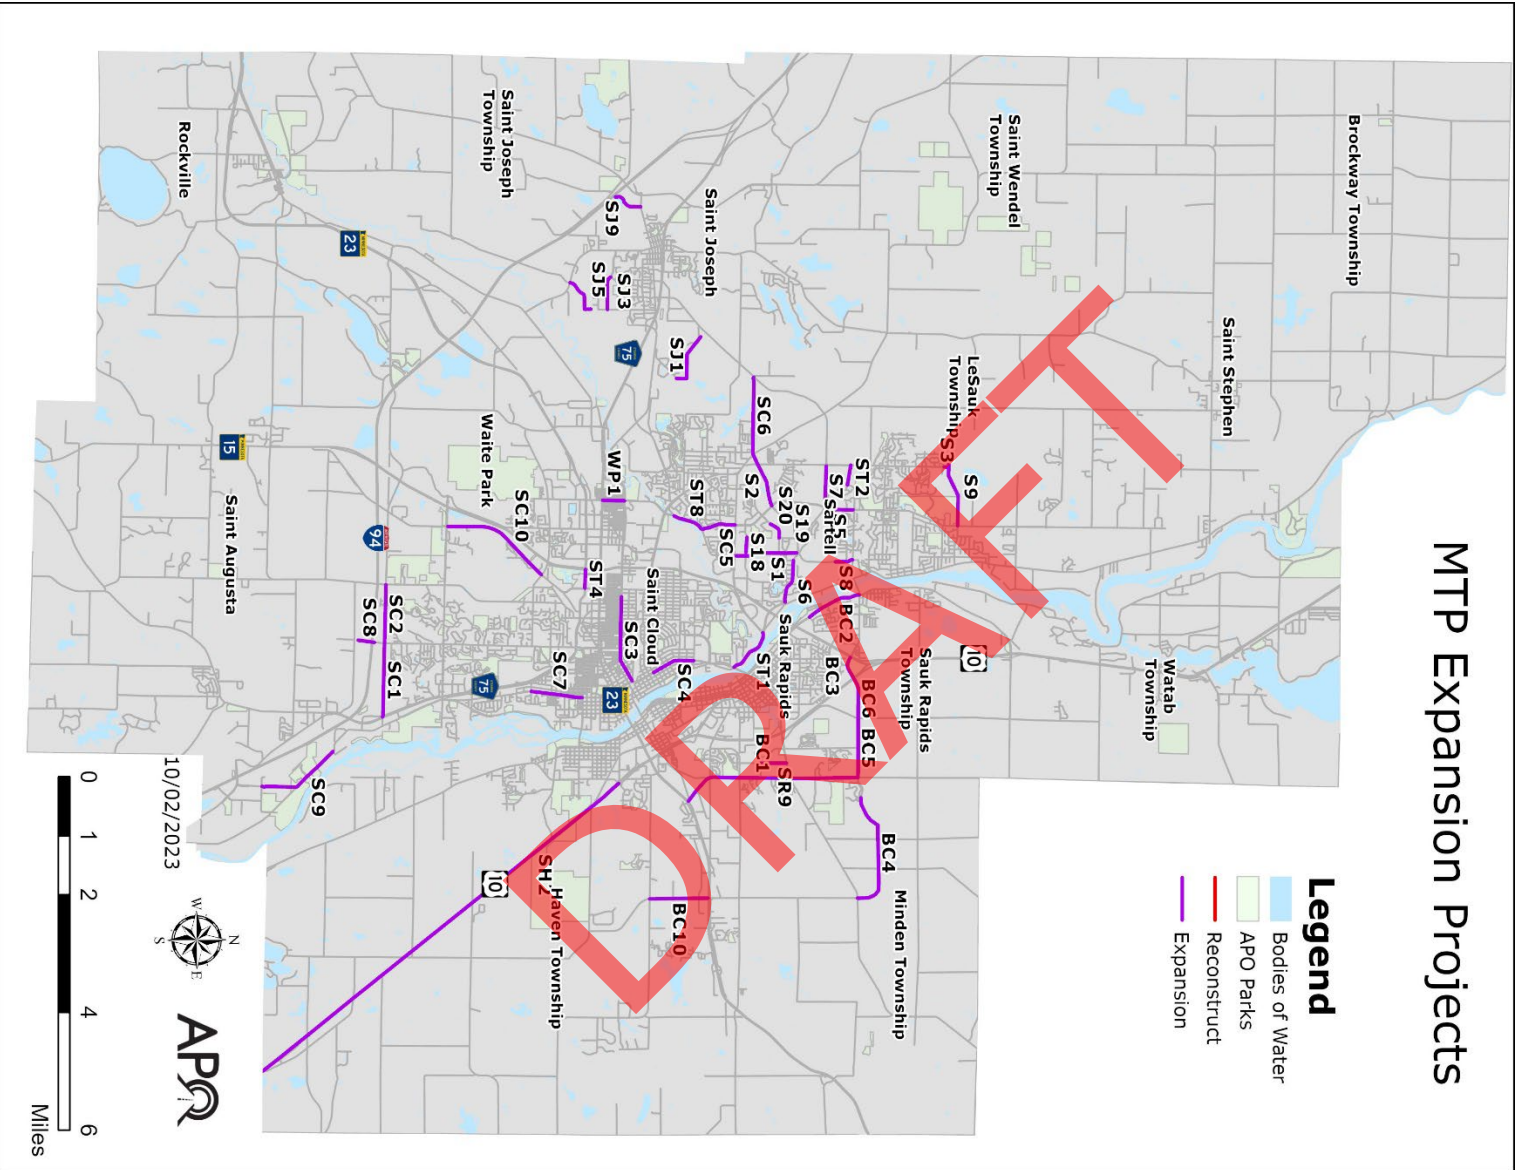 MTP Expansion Projects
Legend
Bodies of Water
APO Parks
Reconstruct
Expansion
Brockway Township
Saint Stephen
Watab
Township
Saint Wendel
Township
LeSauk
Township
S3
S9
10
Sauk Rapids
Township
Minden Township
ST2
S7
S5
Sartell
S8
BC2
BC3
BC6
BC5
BC4
S19
S20
S6
S1
S18
Sauk Rapids
SR9
BC1
SC6
S2
SC5
ST1
Saint Joseph
SJ1
ST8
SC4
BC10
75
SJ3
SJ9
SJ5
WP1
ST4
Saint Cloud
SC3
23
SC7
SH2
Haven Township
Saint Joseph
Township
Waite Park
SC10
75
10
23
94
SC2
SC8
SC1
SC9
Rockville
15
Saint Augusta
DRAFT
10/02/2023
N
W
E
S
APO
0
1
2
4
6
Miles